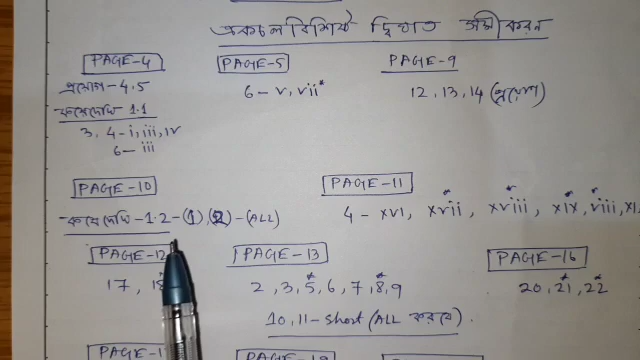 একচলবিশিষ্ট দ্বিঘাত সমীকরণ
PAGE-4
প্রয়োগ - 4,5
কষে দেখি 1.1
3, 4 - i, iii, iv
6 - iii
PAGE-5
6 - v, vii*
PAGE-9
12, 13, 14 (প্রয়োগ)
PAGE-10
কষে দেখি - 1.2 - (1), (2) - (ALL)
PAGE-11
4 - xvi, xvii*, xviii*, xix*, viii*, xi,
PAGE-12
17, 18
PAGE-13
2, 3, 5*, 6, 7, 8*, 9
10, 11 - short (ALL করবে).
PAGE-16
20, 21*, 22*